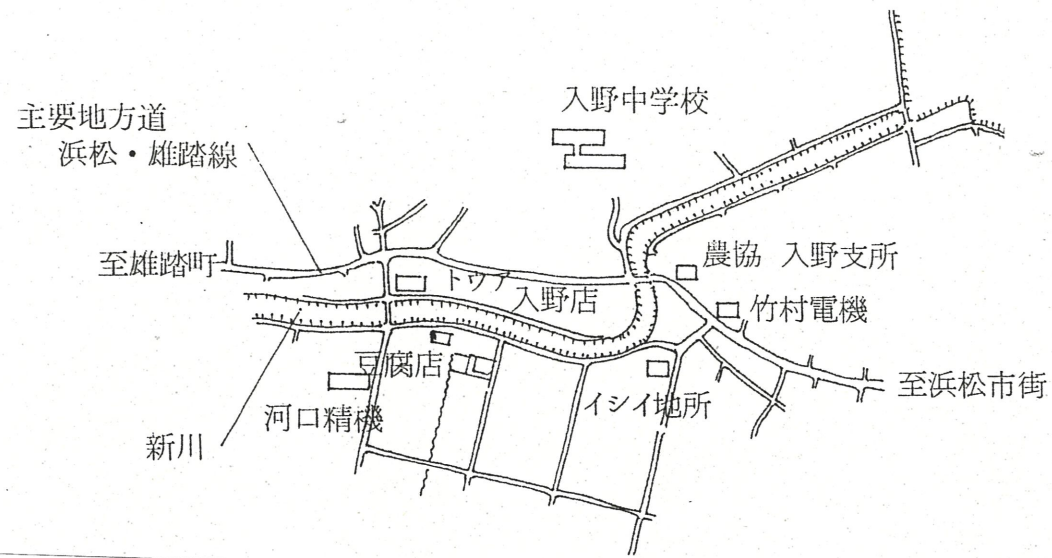 入野中学校
主要地方道
浜松・雄踏線
至雄踏町
トゥア入野店
農協 入野支所
竹村電機
豆腐店
河口精機
イシイ地所
至浜松市街
新川